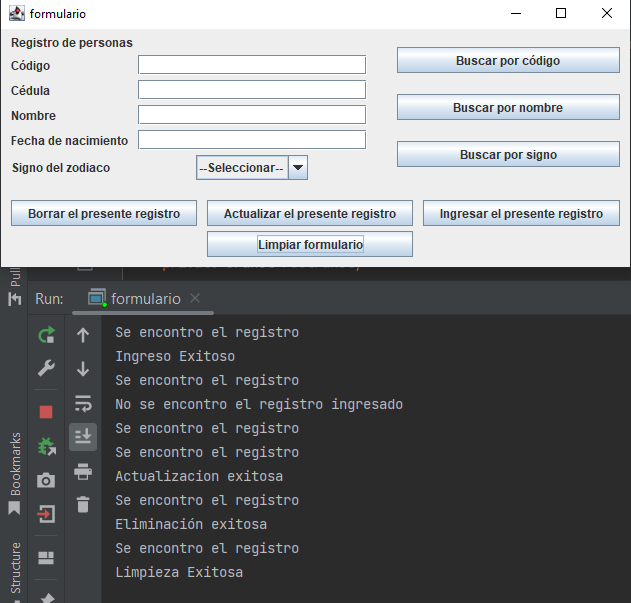 formulario
Registro de personas
Código
Cédula
Nombre
Fecha de nacimiento
Signo del zodiaco
--Seleccionar--
Buscar por código
Buscar por nombre
Buscar por signo
Borrar el presente registro
Actualizar el presente registro
Ingresar el presente registro
Limpiar formulario
Pull
Run:
formulario
Se encontro el registro
Ingreso Exitoso
Se encontro el registro
No se encontro el registro ingresado
Se encontro el registro
Se encontro el registro
Actualizacion exitosa
Se encontro el registro
Eliminación exitosa
Se encontro el registro
Limpieza Exitosa
Bookmarks
Structure